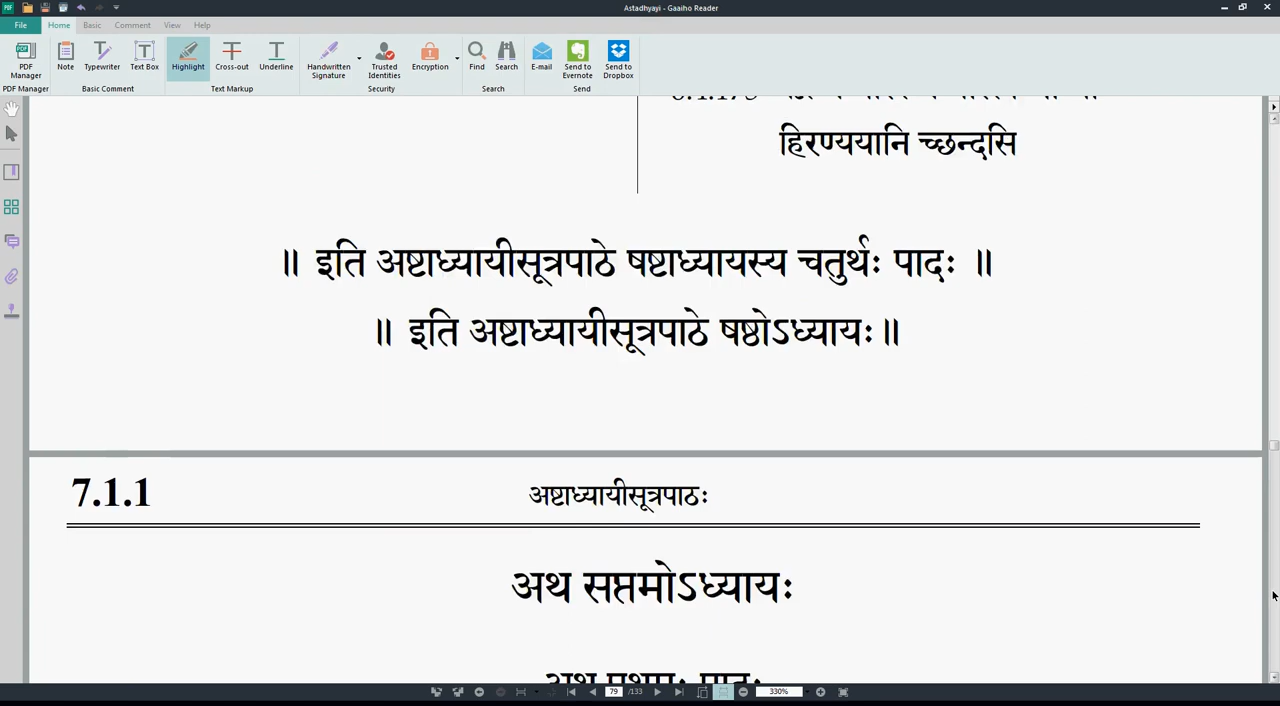 Astadhyayi - Gaaiho Reader
File Home Basic Comment View Help
PDF Manager Note Typewriter Text Box Highlight Cross-out Underline Handwritten Signature Trusted Identities Encryption Find Search E-mail Send to Evernote Send to Dropbox
PDF Manager Basic Comment Text Markup Security Search Send
हिरण्ययानि च्छन्दसि
॥ इति अष्टाध्यायीसूत्रपाठे षष्टाध्यायस्य चतुर्थः पादः ॥
॥ इति अष्टाध्यायीसूत्रपाठे षष्ठोऽध्यायः॥
7.1.1 अष्टाध्यायीसूत्रपाठः
अथ सप्तमोऽध्यायः
अथ प्रथमः पादः
79 /133 330%